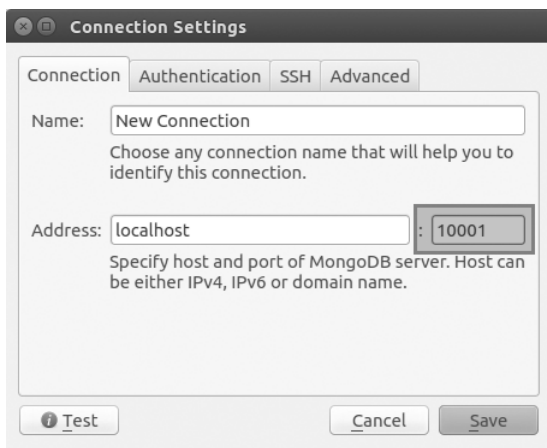 Connection Settings
Connection Authentication SSH Advanced
Name: New Connection
Choose any connection name that will help you to
identify this connection.
Address: localhost : 10001
Specify host and port of MongoDB server. Host can
be either IPv4, IPv6 or domain name.
Test Cancel Save